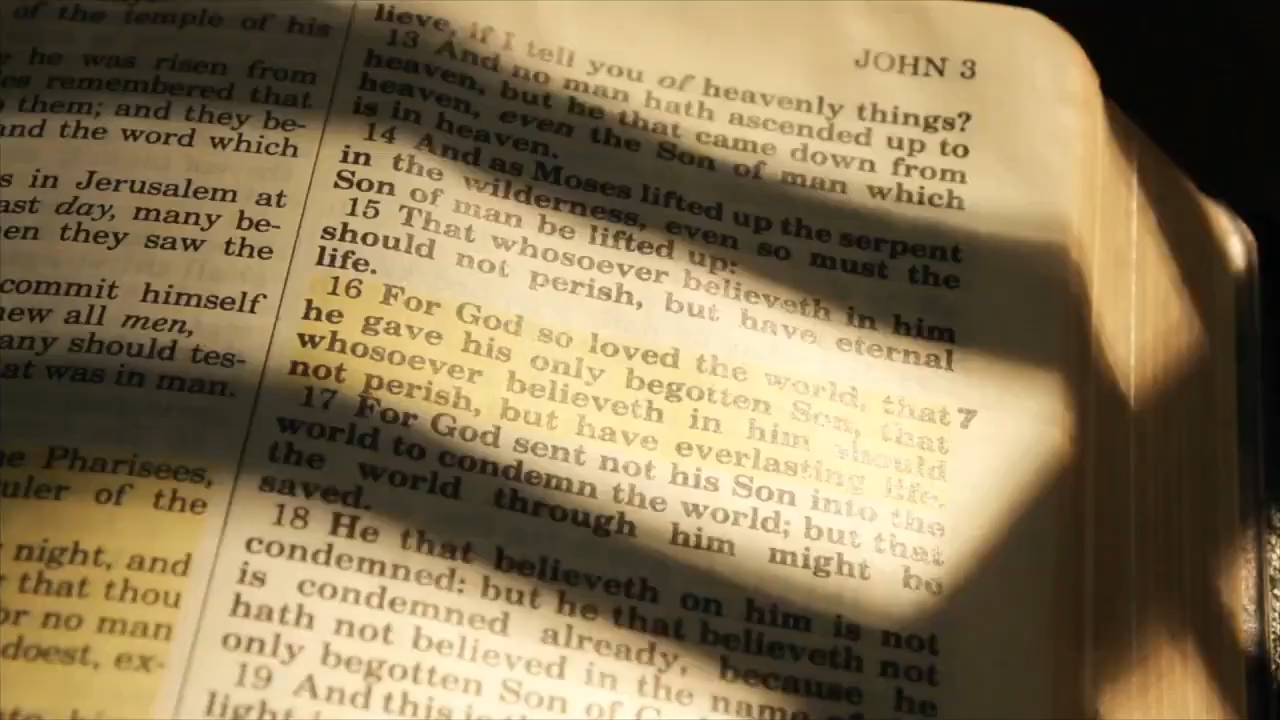 of the temple of his
he was risen from
es remembered that
them; and they be-
and the word which
s in Jerusalem at
ast day, many be-
en they saw the
commit himself
ew all men,
any should tes-
at was in man.
e Pharisees,
uler of the
night, and
that thou
or no man
doest, ex-
JOHN 3
lieve, if I tell you of heavenly things?
13 And no man hath ascended up to
heaven, but he that came down from
heaven, even the Son of man which
is in heaven.
14 And as Moses lifted up the serpent
in the wilderness, even so must the
Son of man be lifted up:
15 That whosoever believeth in him
should not perish, but have eternal
life.
16 For God so loved the world, that
he gave his only begotten Son, that
whosoever believeth in him should
not perish, but have everlasting life.
17 For God sent not his Son into the
world to condemn the world; but that
the world through him might be
saved.
18 He that believeth on him is not
condemned: but he that believeth not
is condemned already, because he
hath not believed in the name of
only begotten Son of
19 And this is
light
7